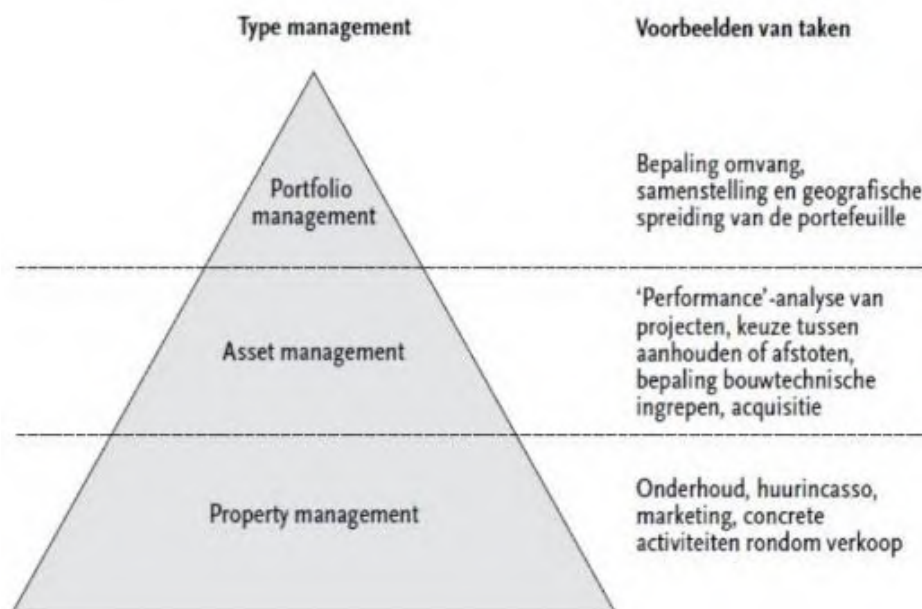 Type management
Voorbeelden van taken
Portfolio
management
Bepaling omvang,
samenstelling en geografische
spreiding van de portefeuille
Asset management
‘Performance’-analyse van
projecten, keuze tussen
aanhouden of afstoten,
bepaling bouwtechnische
ingrepen, acquisitie
Property management
Onderhoud, huurincasso,
marketing, concrete
activiteiten rondom verkoop